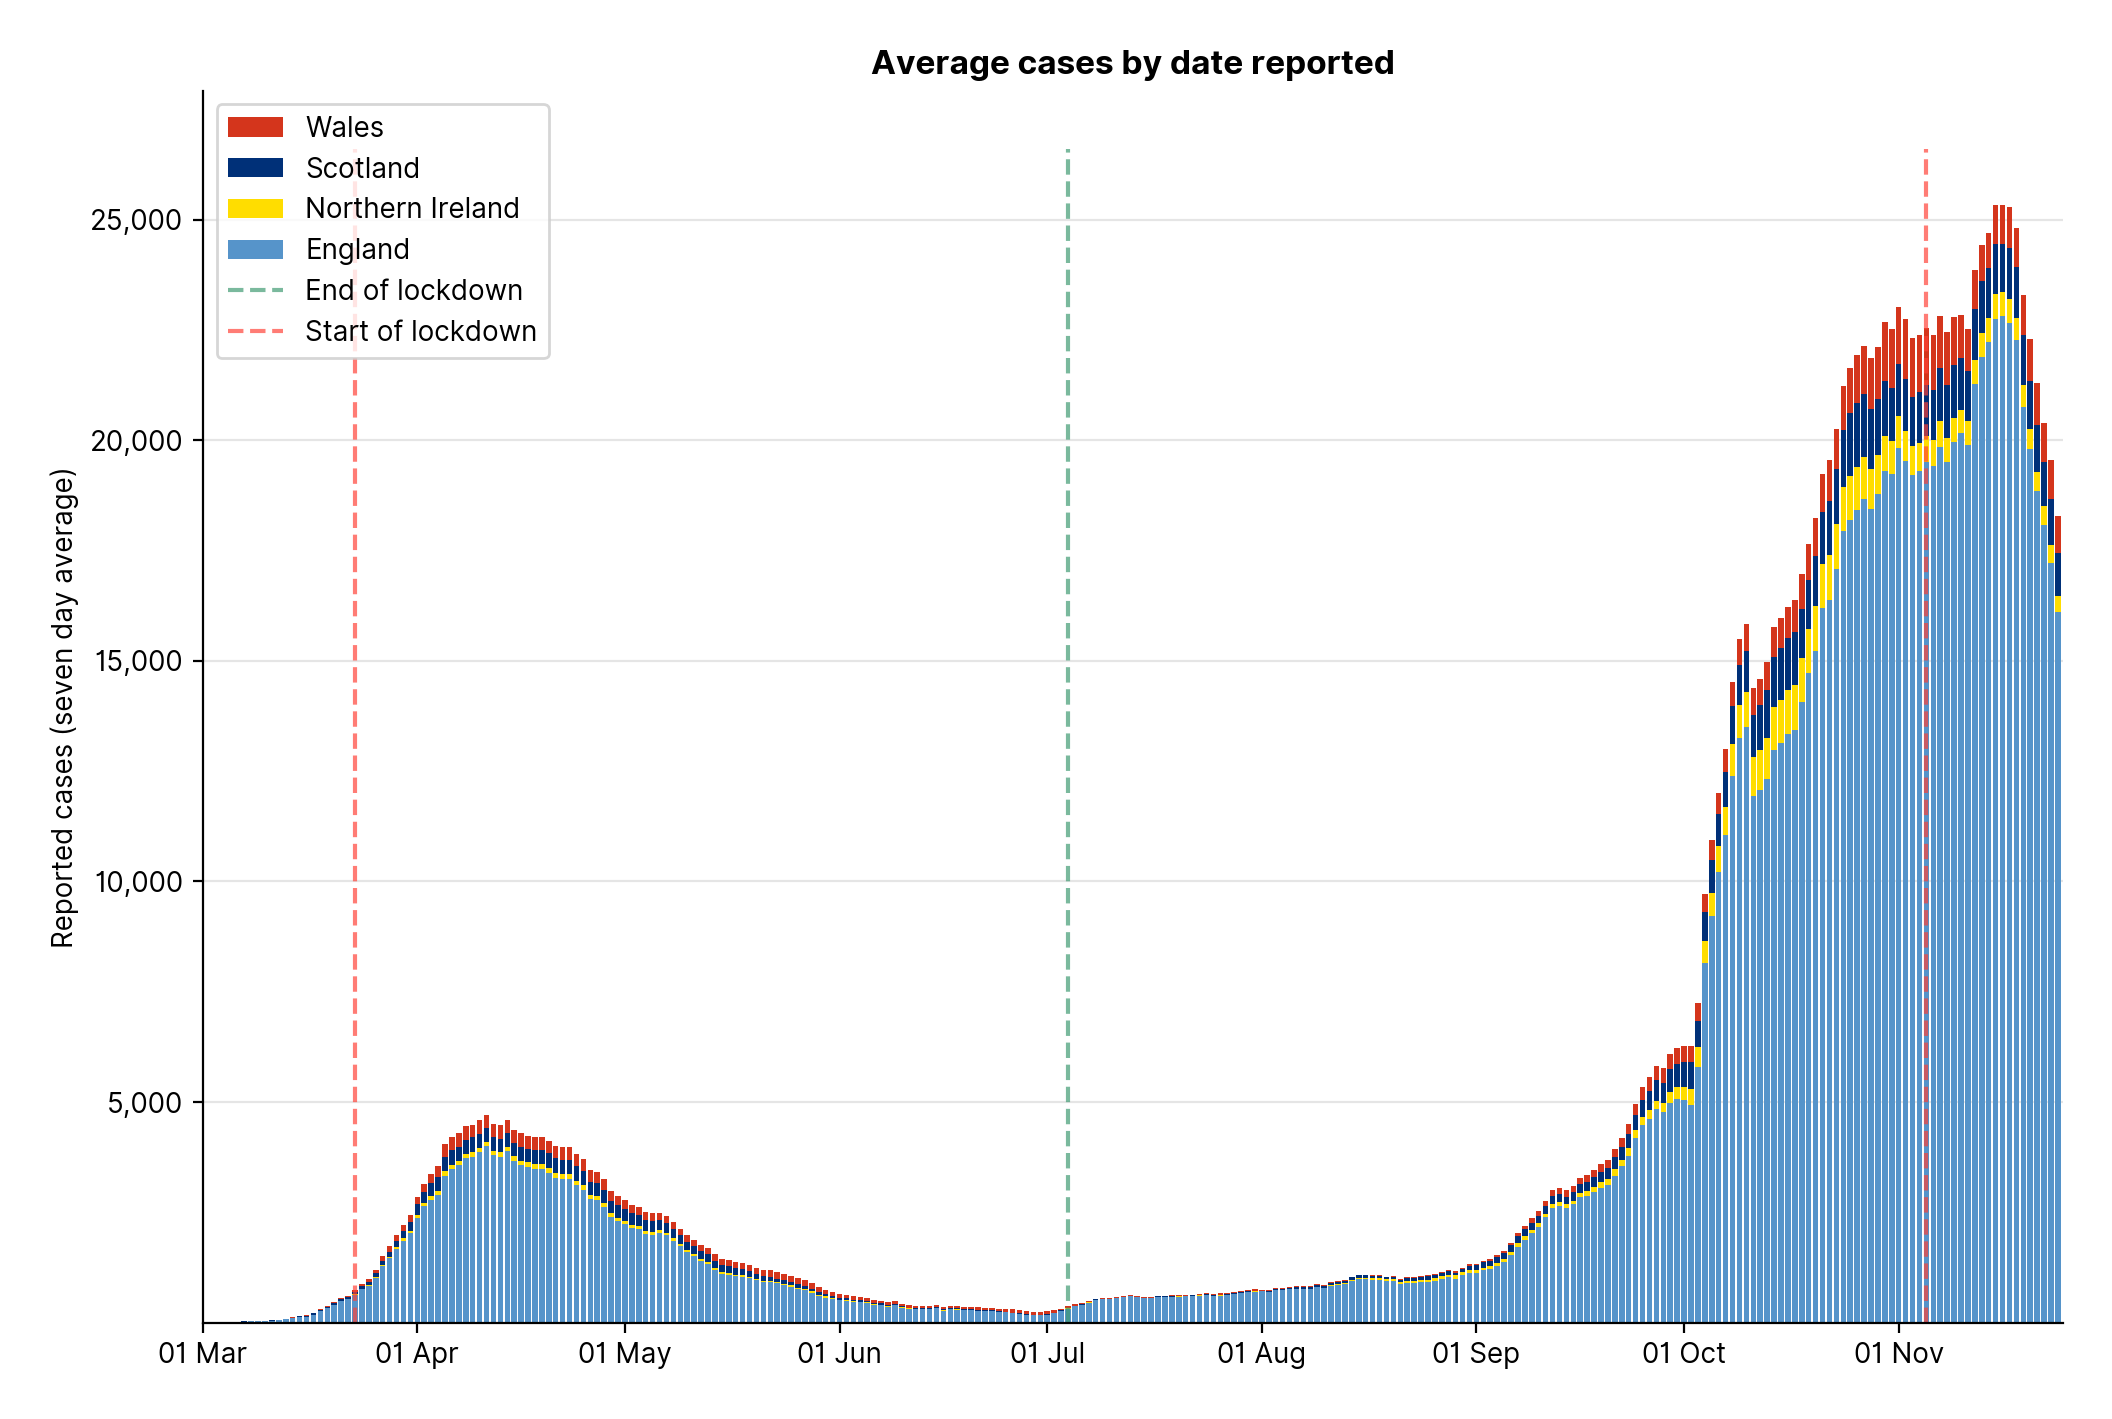 Average cases by date reported
Wales
Scotland
Northern Ireland
England
End of lockdown
Start of lockdown
Reported cases (seven day average)
25,000
20,000
15,000
10,000
5,000
01 Mar
01 Apr
01 May
01 Jun
01 Jul
01 Aug
01 Sep
01 Oct
01 Nov